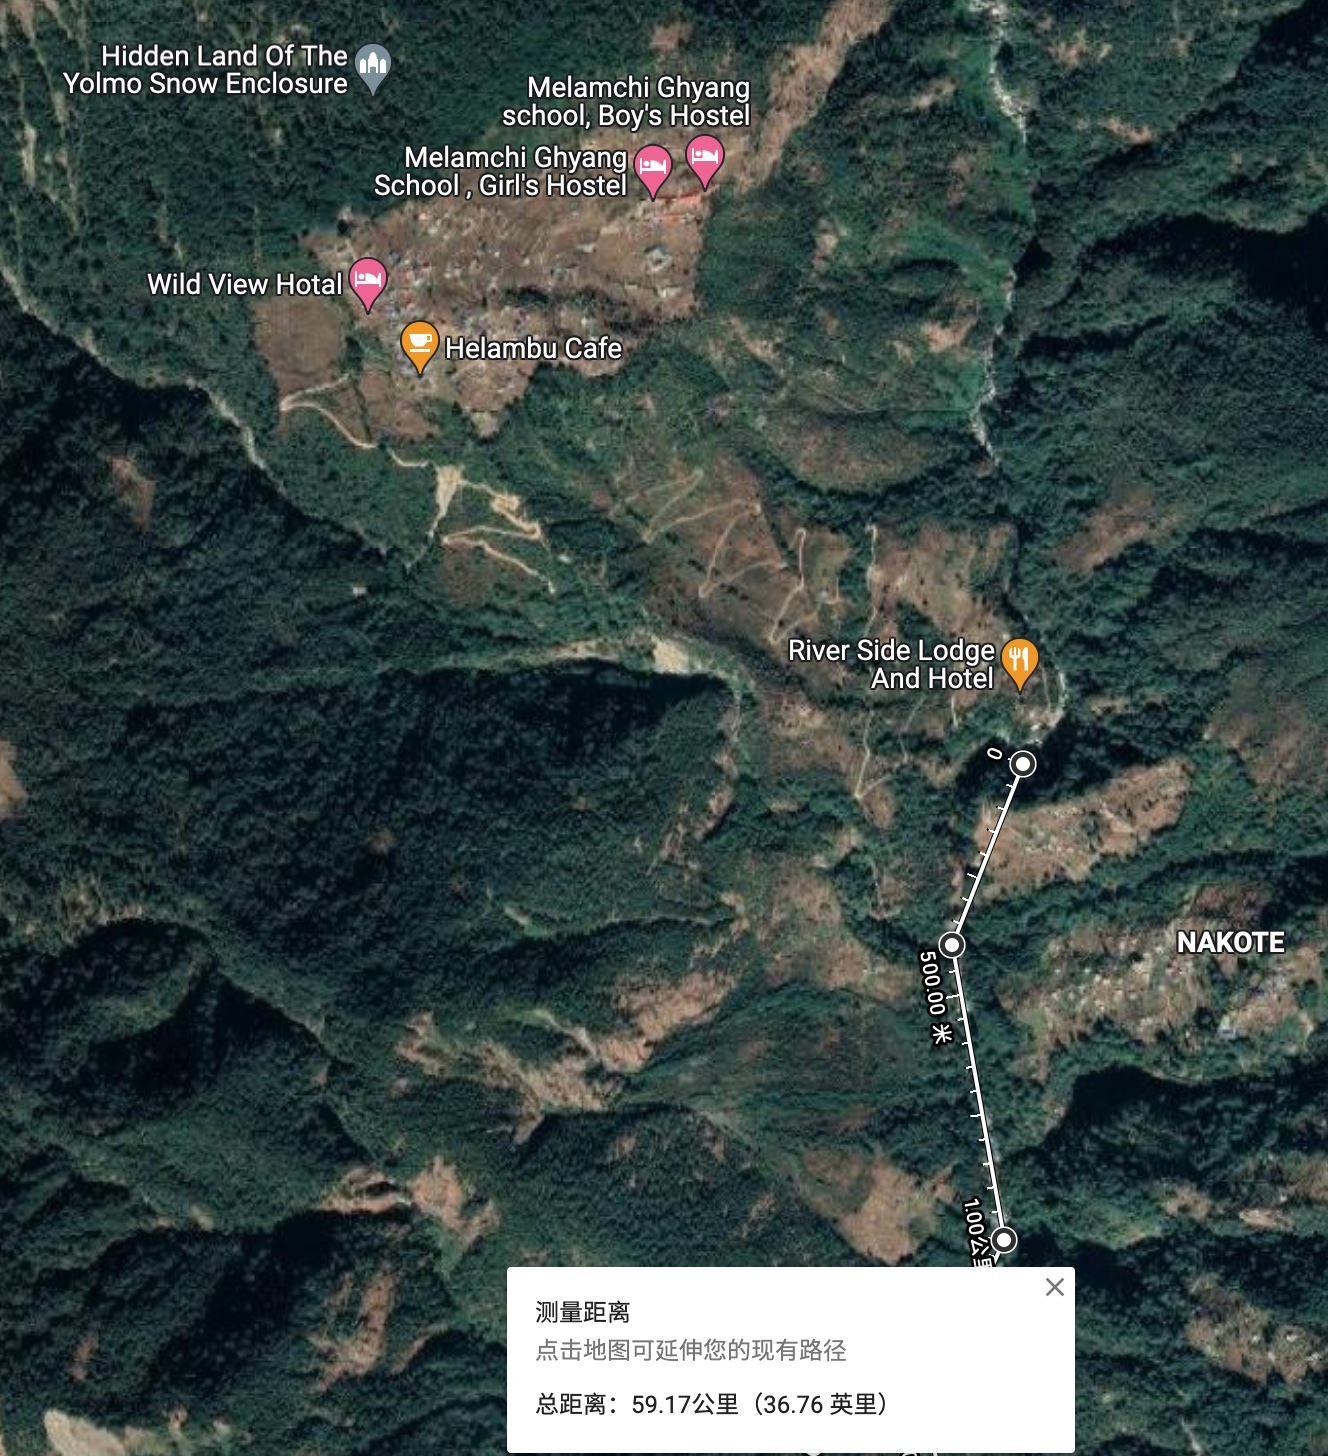 Hidden Land Of The
Yolmo Snow Enclosure
Melamchi Ghyang
school, Boy's Hostel
Melamchi Ghyang
School , Girl's Hostel
Wild View Hotal
Helambu Cafe
River Side Lodge
And Hotel
0
NAKOTE
500.00 米
1.00公里
测量距离
点击地图可延伸您的现有路径
总距离：59.17公里（36.76 英里）